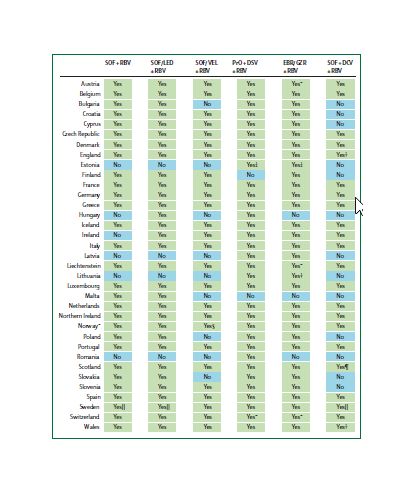 SOF+RBV SOF/LED SOF/VEL PrO+DSV EBR/GZR SOF+DCV
±RBV ±RBV ±RBV ±RBV ±RBV
Austria Yes Yes Yes Yes Yes** Yes
Belgium Yes Yes Yes Yes Yes Yes
Bulgaria Yes Yes No Yes Yes No
Croatia Yes Yes Yes Yes Yes No
Cyprus Yes Yes Yes Yes Yes No
Czech Republic Yes Yes Yes Yes Yes Yes
Denmark Yes Yes Yes Yes Yes Yes
England Yes Yes Yes Yes Yes Yes†
Estonia No No No Yes‡ Yes‡ No
Finland Yes Yes Yes No Yes No
France Yes Yes Yes Yes Yes Yes
Germany Yes Yes Yes Yes Yes Yes
Greece Yes Yes Yes Yes Yes Yes
Hungary No Yes No Yes No No
Iceland Yes Yes Yes Yes Yes Yes
Ireland No Yes Yes Yes Yes Yes
Italy Yes Yes Yes Yes Yes Yes
Latvia No No No Yes Yes No
Liechtenstein Yes Yes Yes Yes Yes** Yes
Lithuania No No No Yes Yes† No
Luxembourg Yes Yes Yes Yes Yes Yes
Malta Yes Yes No No No No
Netherlands Yes Yes Yes Yes Yes Yes
Northern Ireland Yes Yes Yes Yes Yes Yes
Norway* Yes Yes Yes§ Yes Yes Yes
Poland Yes Yes No Yes Yes No
Portugal Yes Yes Yes Yes Yes Yes
Romania No No No Yes No No
Scotland Yes Yes Yes Yes Yes Yes¶
Slovakia Yes Yes No Yes Yes No
Slovenia Yes Yes Yes Yes Yes No
Spain Yes Yes Yes Yes Yes Yes
Sweden Yes|| Yes|| Yes Yes Yes Yes||
Switzerland Yes Yes Yes Yes** Yes** Yes
Wales Yes Yes Yes Yes Yes Yes†